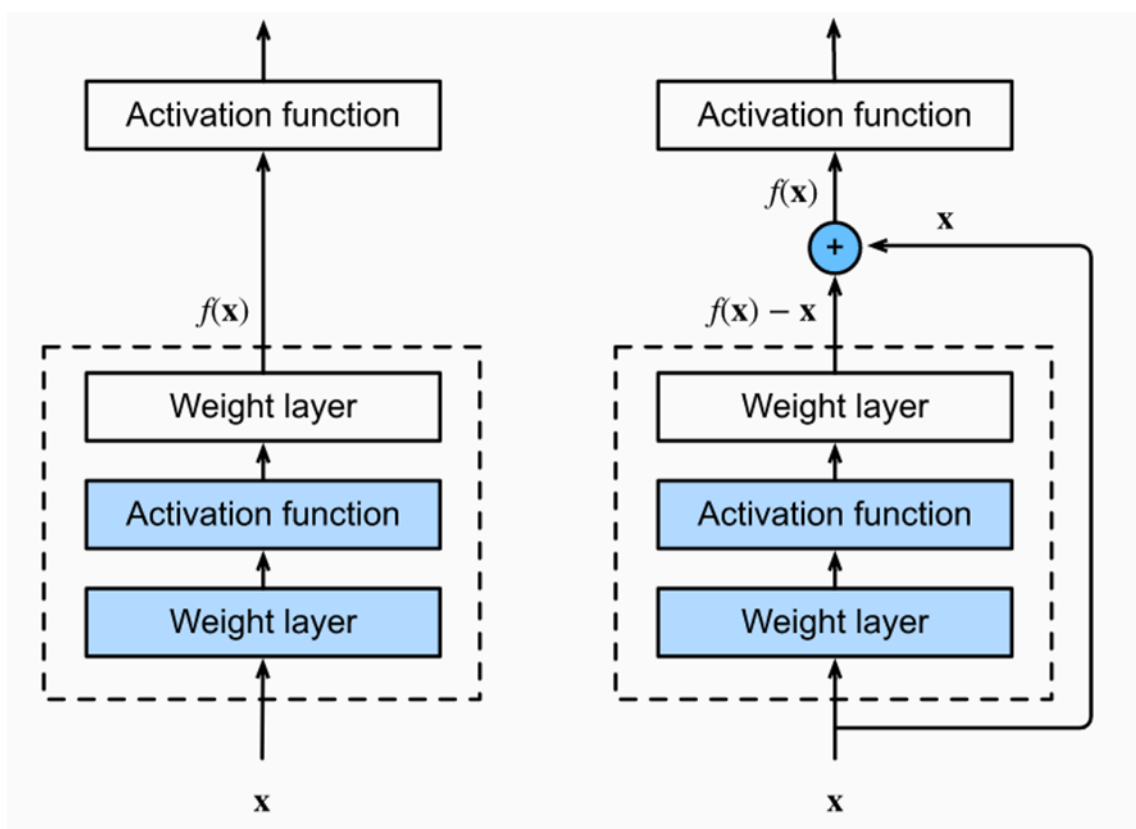 Activation function
f(x)
Weight layer
Activation function
Weight layer
x
Activation function
f(x)
x
+
f(x) − x
Weight layer
Activation function
Weight layer
x